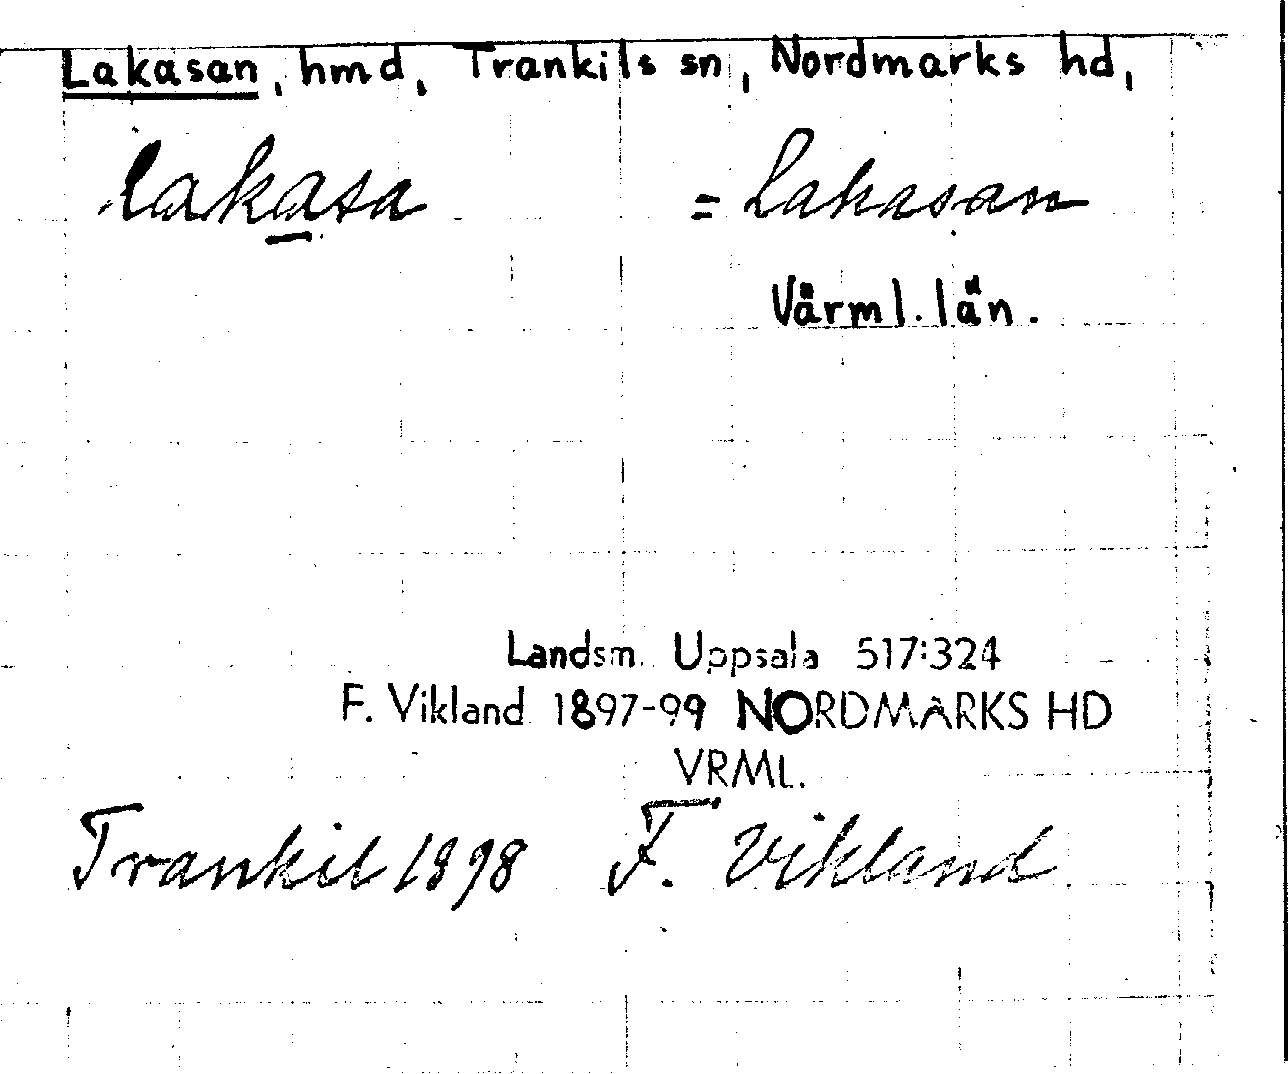 Lakasan, hmd, Trankils sn, Nordmarks hd,
lakasa = Lakasan
Värml. län.
Landsm. Uppsala 517:324
F. Vikland 1897-99 NORDMARKS HD
VRML.
Trankil 1898 F. Vikland